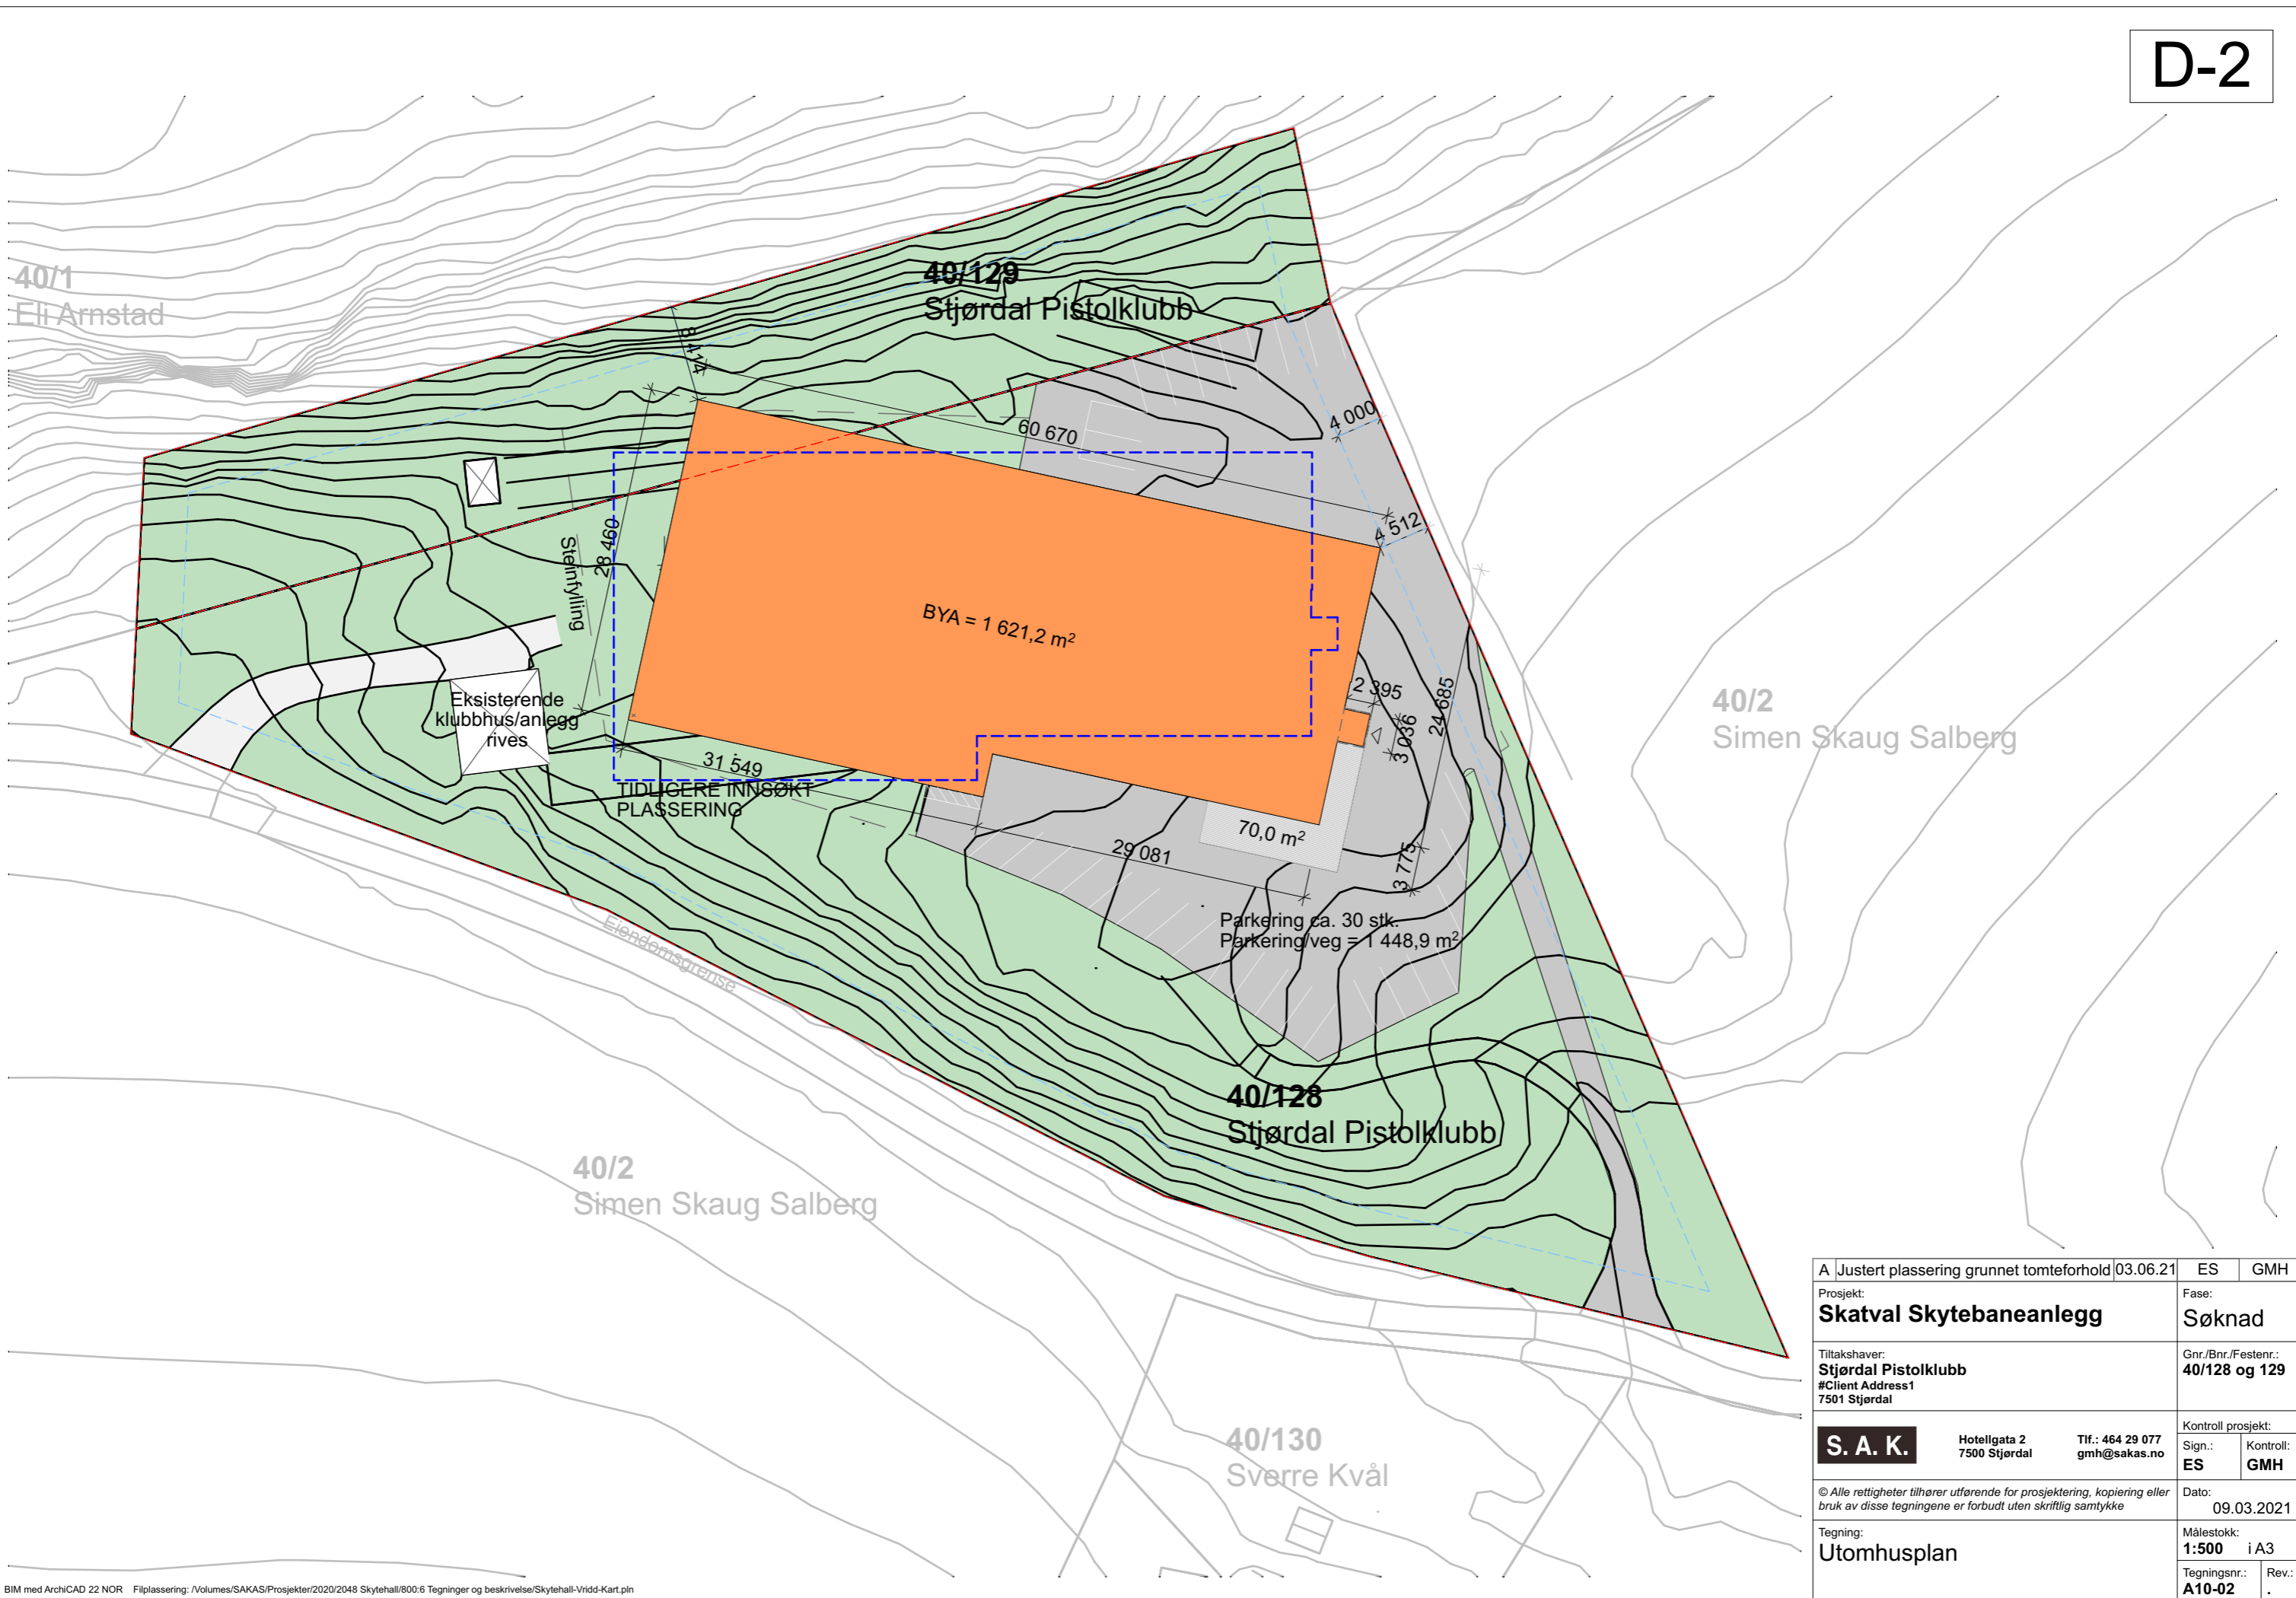 D-2
40/1
Eli Arnstad
40/129
Stjørdal Pistolklubb
8 414
60 670
4 000
4 512
28 460
Steinfylling
BYA = 1 621,2 m²
Eksisterende
klubbhus/anlegg
rives
2 395
3 036
24 685
40/2
Simen Skaug Salberg
31 549
TIDLIGERE INNSØKT
PLASSERING
29 081
70,0 m²
3 775
Parkering ca. 30 stk.
Parkering/veg = 1 448,9 m²
Eiendomsgrense
40/128
Stjørdal Pistolklubb
40/2
Simen Skaug Salberg
40/130
Sverre Kvål
A Justert plassering grunnet tomteforhold 03.06.21 ES GMH
Prosjekt:
Skatval Skytebaneanlegg
Fase:
Søknad
Tiltakshaver:
Stjørdal Pistolklubb
#Client Address1
7501 Stjørdal
Gnr./Bnr./Festenr.:
40/128 og 129
S. A. K.
Hotellgata 2
7500 Stjørdal
Tlf.: 464 29 077
gmh@sakas.no
Kontroll prosjekt:
Sign.:
ES
Kontroll:
GMH
© Alle rettigheter tilhører utførende for prosjektering, kopiering eller
bruk av disse tegningene er forbudt uten skriftlig samtykke
Dato:
09.03.2021
Tegning:
Utomhusplan
Målestokk:
1:500 i A3
Tegningsnr.:
A10-02
Rev.:
.
BIM med ArchiCAD 22 NOR Filplassering: /Volumes/SAKAS/Prosjekter/2020/2048 Skytehall/800:6 Tegninger og beskrivelse/Skytehall-Vridd-Kart.pln